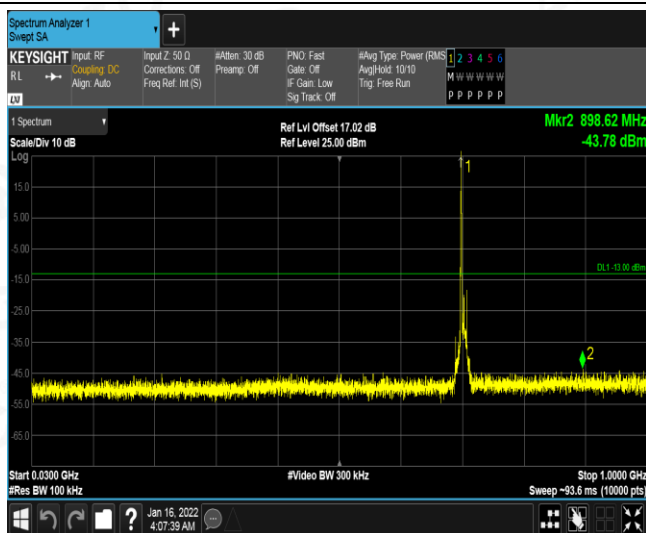 Spectrum Analyzer 1
Swept SA
+
KEYSIGHT
RL
LXI
Input: RF
Coupling: DC
Align: Auto
Input Z: 50 Ω
Corrections: Off
Freq Ref: Int (S)
#Atten: 30 dB
Preamp: Off
PNO: Fast
Gate: Off
IF Gain: Low
Sig Track: Off
#Avg Type: Power (RMS
Avg|Hold: 10/10
Trig: Free Run
1 2 3 4 5 6
M W W W W W
P P P P P P
1 Spectrum
Scale/Div 10 dB
Log
Ref Lvl Offset 17.02 dB
Ref Level 25.00 dBm
Mkr2 898.62 MHz
-43.78 dBm
1
15.0
5.00
-5.00
DL1 -13.00 dBm
-15.0
-25.0
-35.0
2
-45.0
-55.0
-65.0
Start 0.0300 GHz
#Res BW 100 kHz
#Video BW 300 kHz
Stop 1.0000 GHz
Sweep ~93.6 ms (10000 pts)
?
Jan 16, 2022
4:07:39 AM